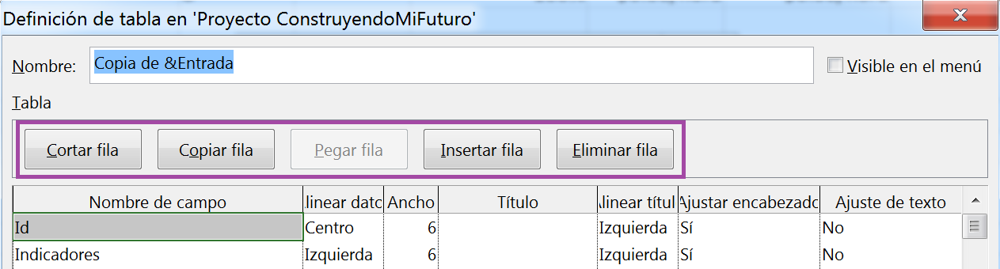 Definición de tabla en 'Proyecto ConstruyendoMiFuturo'
Nombre: Copia de &Entrada Visible en el menú
Tabla
Cortar fila Copiar fila Pegar fila Insertar fila Eliminar fila
Nombre de campo linear datc Ancho Título linear títul Ajustar encabezado Ajuste de texto
Id Centro 6 Izquierda Sí No
Indicadores Izquierda 6 Izquierda Sí No